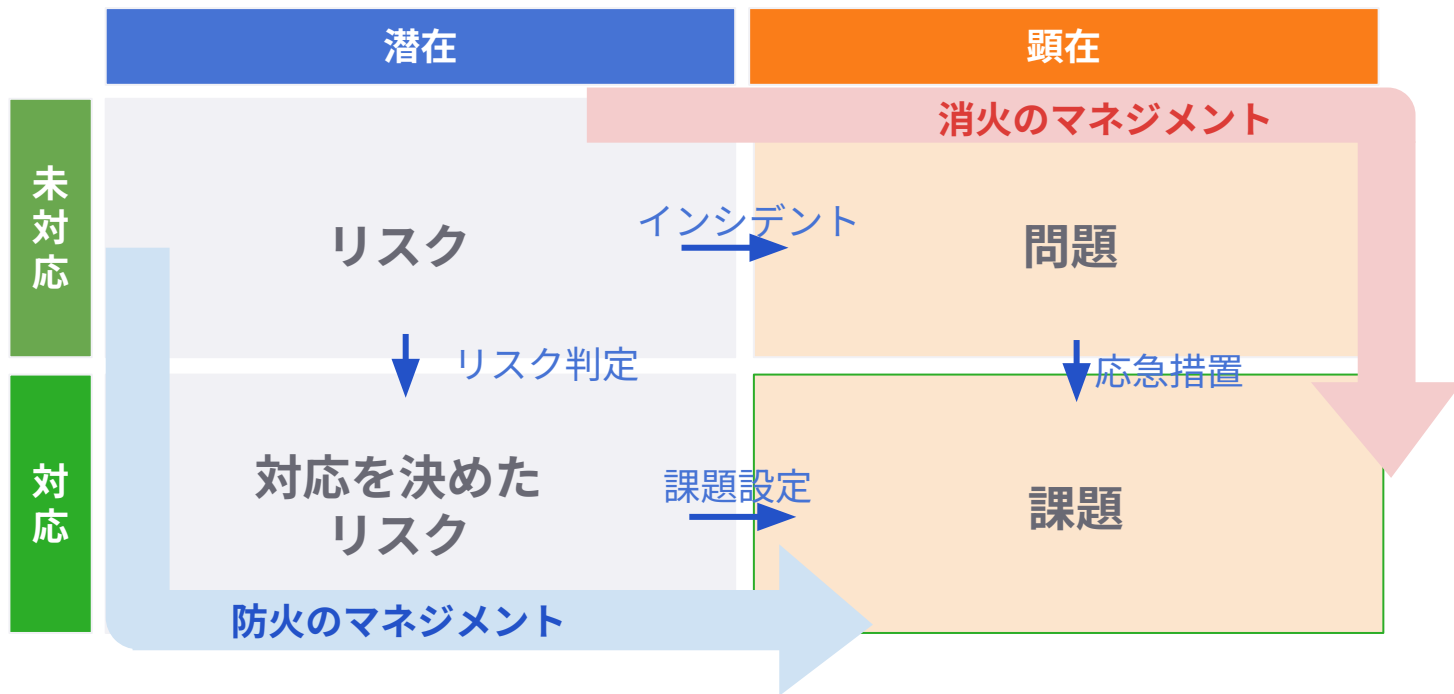 潜在
顕在
消火のマネジメント
未対応
リスク
インシデント
問題
リスク判定
応急措置
対応
対応を決めた
リスク
課題設定
課題
防火のマネジメント